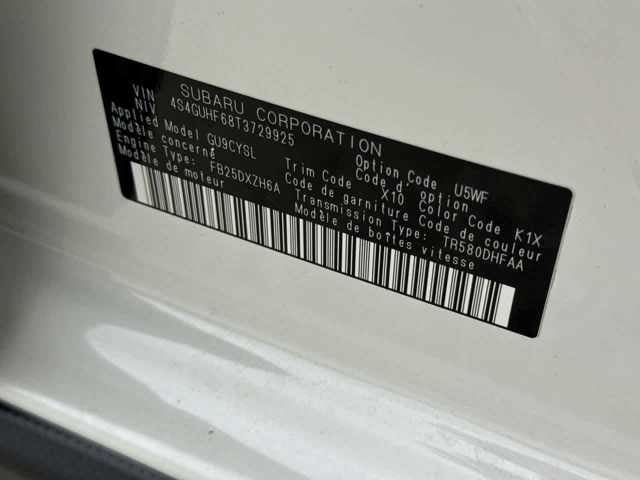 SUBARU CORPORATION
VIN
NIV 4S4GUHF68T3729925
Applied Model GU9CYSL Option Code U5WF
Modèle concerné Code d. option
Engine Type: FB25DXZH6A Trim Code X10 Color Code K1X
Modèle de moteur Code de garniture Code de couleur
Transmission Type: TR580DHFAA
Modèle de boîtes vitesse